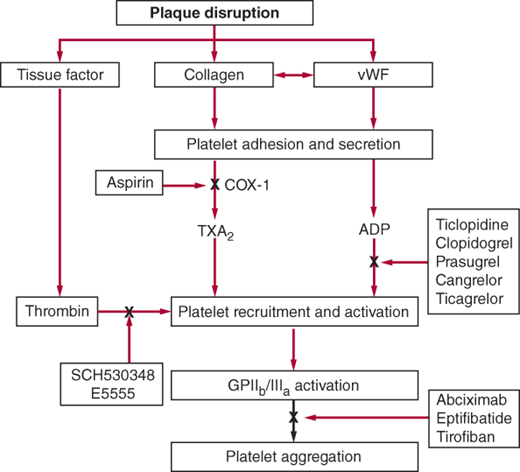 Plaque disruption
Tissue factor
Collagen
vWF
Platelet adhesion and secretion
Aspirin
X COX-1
TXA₂
ADP
X
Ticlopidine
Clopidogrel
Prasugrel
Cangrelor
Ticagrelor
Thrombin
X
Platelet recruitment and activation
SCH530348
E5555
GPIIb/IIIa activation
X
Abciximab
Eptifibatide
Tirofiban
Platelet aggregation